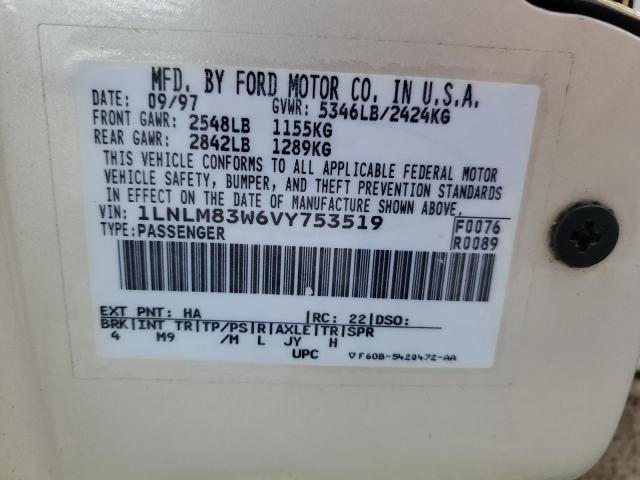 MFD. BY FORD MOTOR CO. IN U.S.A.
DATE: 09/97 GVWR: 5346LB/2424KG
FRONT GAWR: 2548LB 1155KG
REAR GAWR: 2842LB 1289KG
THIS VEHICLE CONFORMS TO ALL APPLICABLE FEDERAL MOTOR
VEHICLE SAFETY, BUMPER, AND THEFT PREVENTION STANDARDS
IN EFFECT ON THE DATE OF MANUFACTURE SHOWN ABOVE.
VIN: 1LNLM83W6VY753519 F0076
TYPE: PASSENGER R0089
EXT PNT: HA |RC: 22|DSO:
BRK|INT TR|TP/PS|R|AXLE|TR|SPR
4 M9 /M L JY H
UPC ▽F60B-5420472-AA